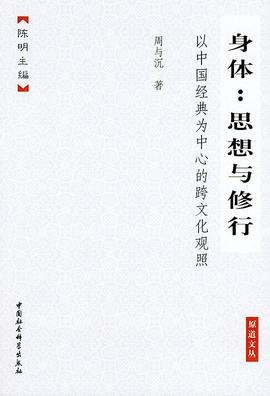 身体：思想与修行
以中国经典为中心的跨文化观照
周与沉 著
陈明主编
原道文丛
中国社会科学出版社